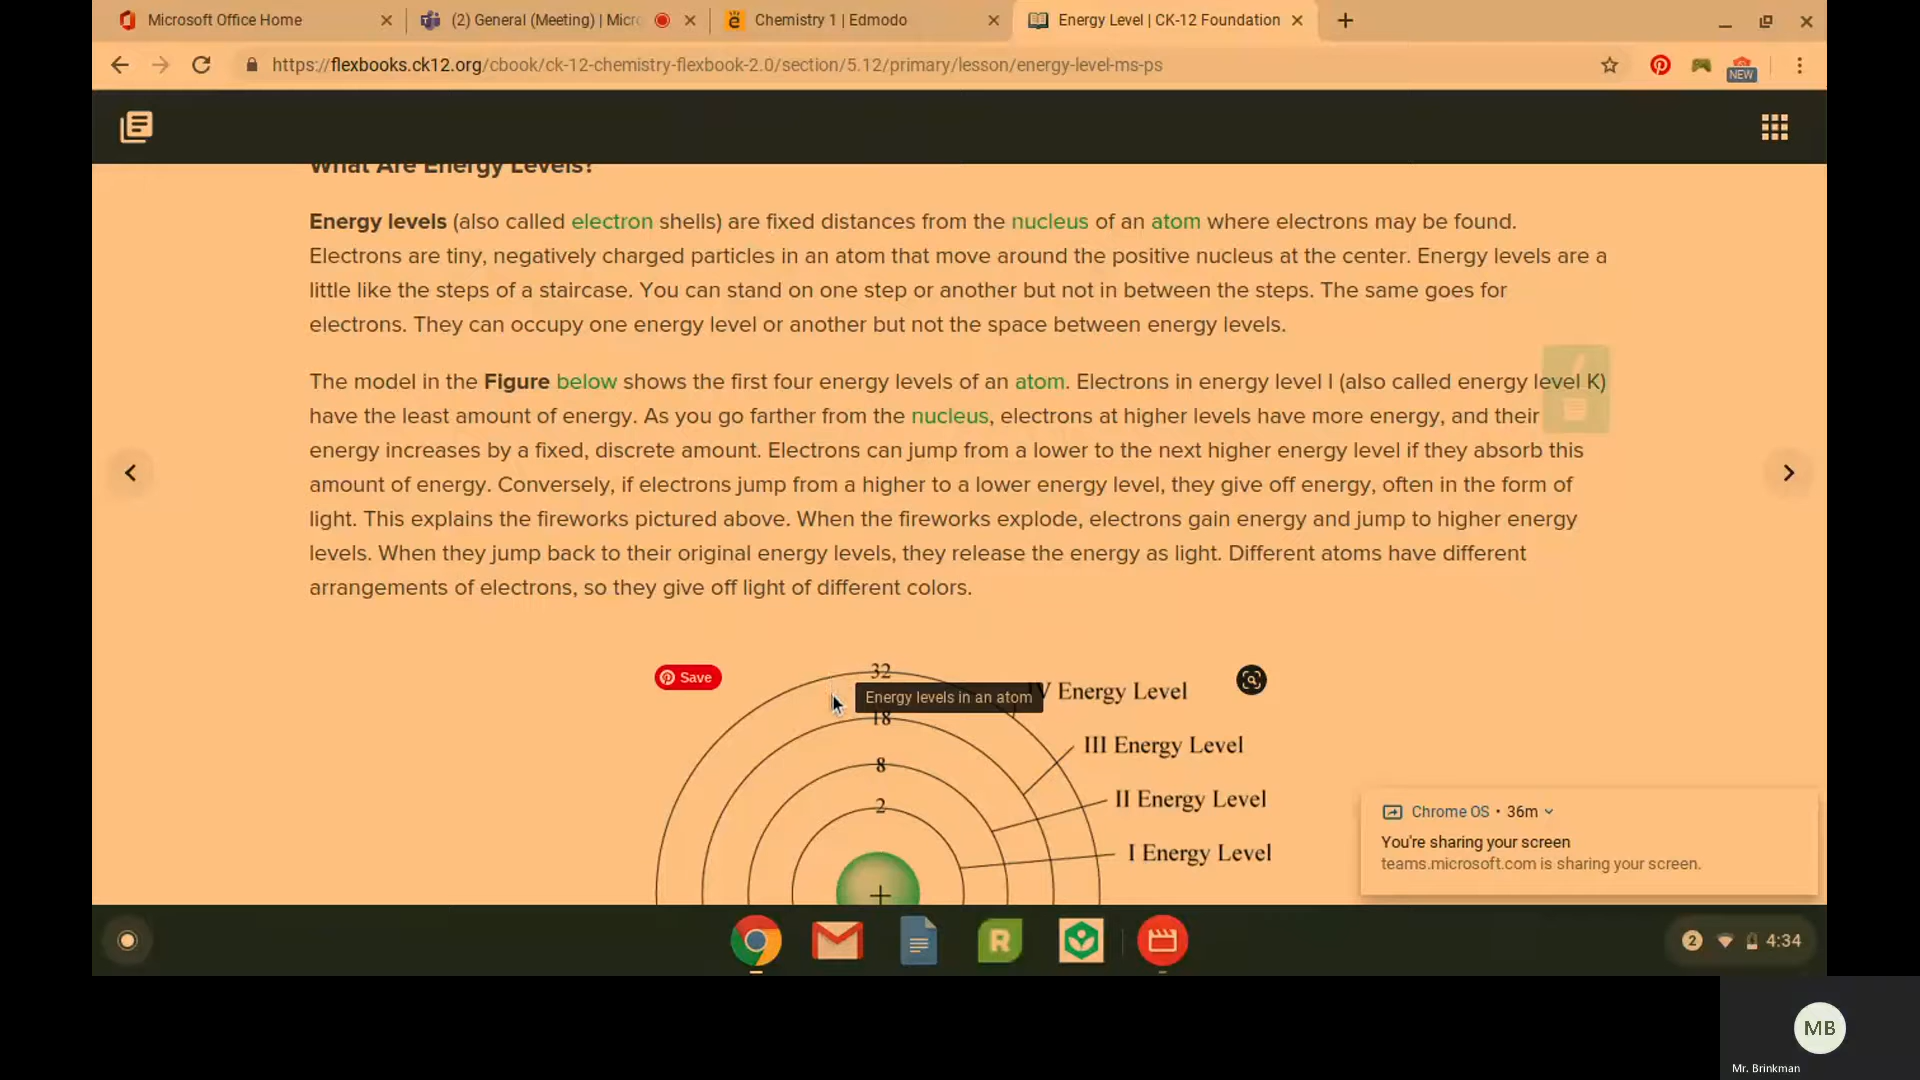 Microsoft Office Home
(2) General (Meeting) | Micro
Chemistry 1 | Edmodo
Energy Level | CK-12 Foundation
https://flexbooks.ck12.org/cbook/ck-12-chemistry-flexbook-2.0/section/5.12/primary/lesson/energy-level-ms-ps
NEW
What Are Energy Levels?
Energy levels (also called electron shells) are fixed distances from the nucleus of an atom where electrons may be found.
Electrons are tiny, negatively charged particles in an atom that move around the positive nucleus at the center. Energy levels are a
little like the steps of a staircase. You can stand on one step or another but not in between the steps. The same goes for
electrons. They can occupy one energy level or another but not the space between energy levels.
The model in the Figure below shows the first four energy levels of an atom. Electrons in energy level I (also called energy level K)
have the least amount of energy. As you go farther from the nucleus, electrons at higher levels have more energy, and their
energy increases by a fixed, discrete amount. Electrons can jump from a lower to the next higher energy level if they absorb this
amount of energy. Conversely, if electrons jump from a higher to a lower energy level, they give off energy, often in the form of
light. This explains the fireworks pictured above. When the fireworks explode, electrons gain energy and jump to higher energy
levels. When they jump back to their original energy levels, they release the energy as light. Different atoms have different
arrangements of electrons, so they give off light of different colors.
Save
32
Energy levels in an atom
V Energy Level
18
III Energy Level
8
II Energy Level
2
I Energy Level
+
Chrome OS • 36m
You're sharing your screen
teams.microsoft.com is sharing your screen.
R
2
4:34
MB
Mr. Brinkman